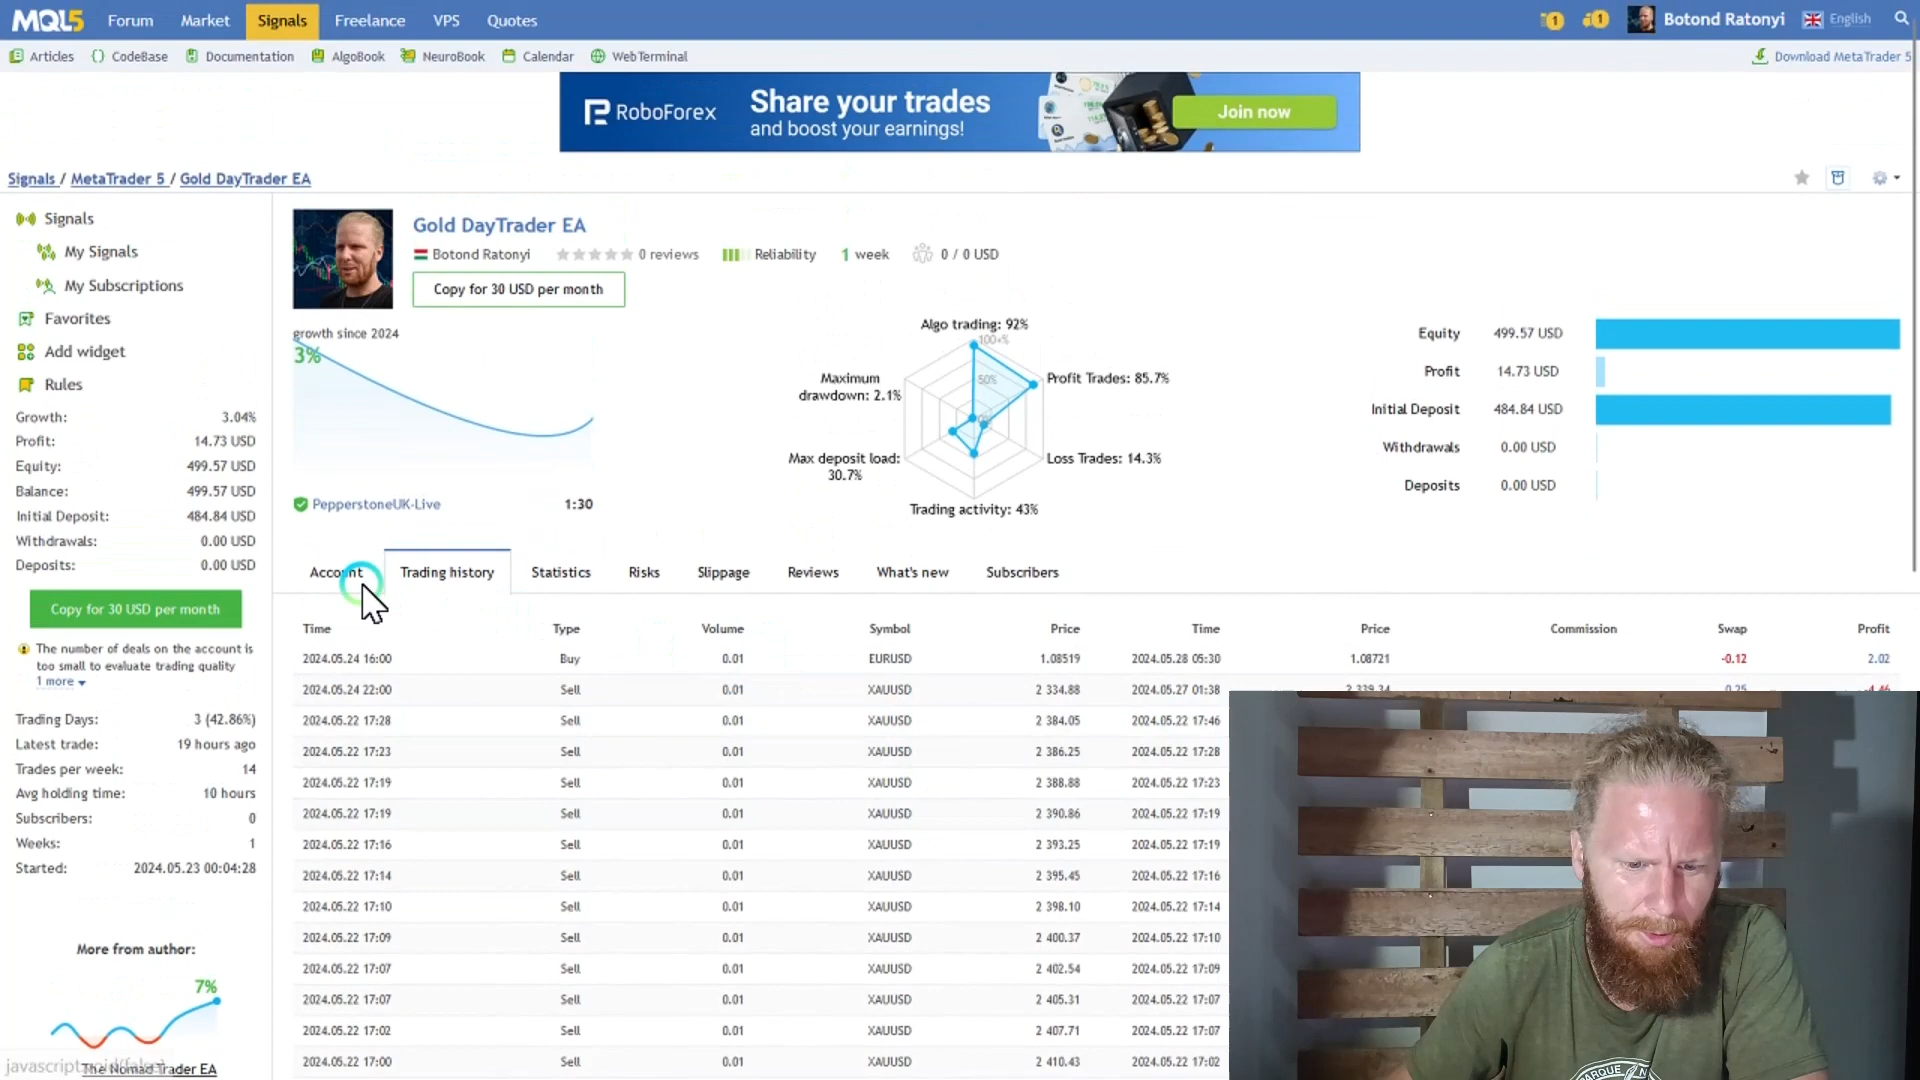 MQL5 Forum Market Signals Freelance VPS Quotes 1 1 Botond Ratonyi English
Articles CodeBase Documentation AlgoBook NeuroBook Calendar WebTerminal Download MetaTrader 5
RoboForex Share your trades
and boost your earnings! Join now
Signals / MetaTrader 5 / Gold DayTrader EA
Signals
My Signals
My Subscriptions
Favorites
Add widget
Rules
Growth: 3.04%
Profit: 14.73 USD
Equity: 499.57 USD
Balance: 499.57 USD
Initial Deposit: 484.84 USD
Withdrawals: 0.00 USD
Deposits: 0.00 USD
Copy for 30 USD per month
The number of deals on the account is
too small to evaluate trading quality
1 more
Trading Days: 3 (42.86%)
Latest trade: 19 hours ago
Trades per week: 14
Avg holding time: 10 hours
Subscribers: 0
Weeks: 1
Started: 2024.05.23 00:04:28
More from author:
7%
The Nomad Trader EA
Gold DayTrader EA
Botond Ratonyi 0 reviews Reliability 1 week 0 / 0 USD
Copy for 30 USD per month
growth since 2024
3%
PepperstoneUK-Live 1:30
Algo trading: 92%
100+%
50%
Profit Trades: 85.7%
Maximum
drawdown: 2.1%
Max deposit load:
30.7%
Loss Trades: 14.3%
Trading activity: 43%
Equity 499.57 USD
Profit 14.73 USD
Initial Deposit 484.84 USD
Withdrawals 0.00 USD
Deposits 0.00 USD
Account Trading history Statistics Risks Slippage Reviews What's new Subscribers
Time Type Volume Symbol Price Time Price Commission Swap Profit
2024.05.24 16:00 Buy 0.01 EURUSD 1.08519 2024.05.28 05:30 1.08721 -0.12 2.02
2024.05.24 22:00 Sell 0.01 XAUUSD 2 334.88 2024.05.27 01:38 2 339.34 0.25 -4.46
2024.05.22 17:28 Sell 0.01 XAUUSD 2 384.05 2024.05.22 17:46
2024.05.22 17:23 Sell 0.01 XAUUSD 2 386.25 2024.05.22 17:28
2024.05.22 17:19 Sell 0.01 XAUUSD 2 388.88 2024.05.22 17:23
2024.05.22 17:19 Sell 0.01 XAUUSD 2 390.86 2024.05.22 17:19
2024.05.22 17:16 Sell 0.01 XAUUSD 2 393.25 2024.05.22 17:19
2024.05.22 17:14 Sell 0.01 XAUUSD 2 395.45 2024.05.22 17:16
2024.05.22 17:10 Sell 0.01 XAUUSD 2 398.10 2024.05.22 17:14
2024.05.22 17:09 Sell 0.01 XAUUSD 2 400.37 2024.05.22 17:10
2024.05.22 17:07 Sell 0.01 XAUUSD 2 402.54 2024.05.22 17:09
2024.05.22 17:07 Sell 0.01 XAUUSD 2 405.31 2024.05.22 17:07
2024.05.22 17:02 Sell 0.01 XAUUSD 2 407.71 2024.05.22 17:07
2024.05.22 17:00 Sell 0.01 XAUUSD 2 410.43 2024.05.22 17:02